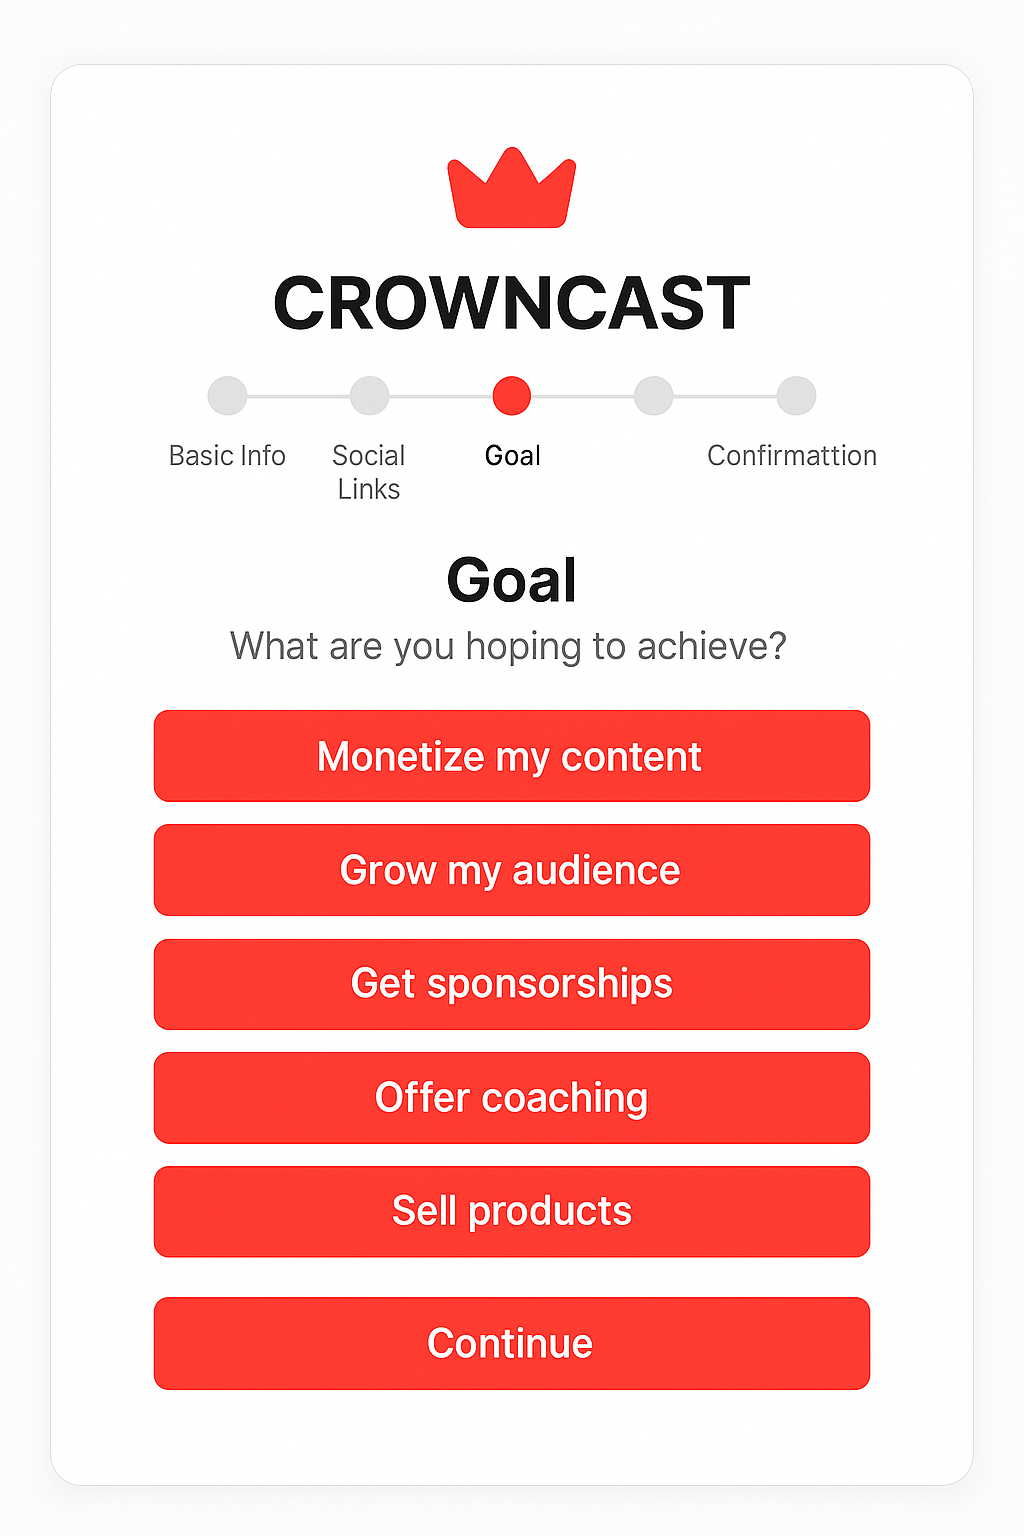 CROWNCAST
Basic Info
Social
Links
Goal
Confirmattion
Goal
What are you hoping to achieve?
Monetize my content
Grow my audience
Get sponsorships
Offer coaching
Sell products
Continue